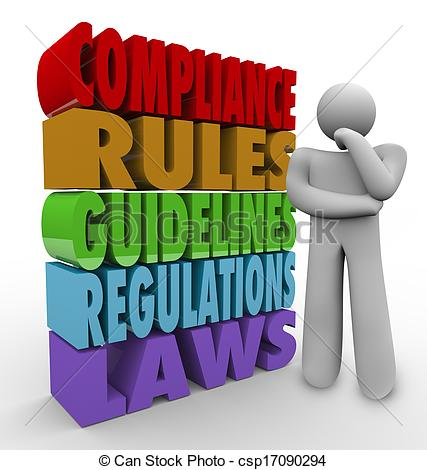 COMPLIANCE
RULES
GUIDELINES
REGULATIONS
LAWS
© Can Stock Photo - csp17090294